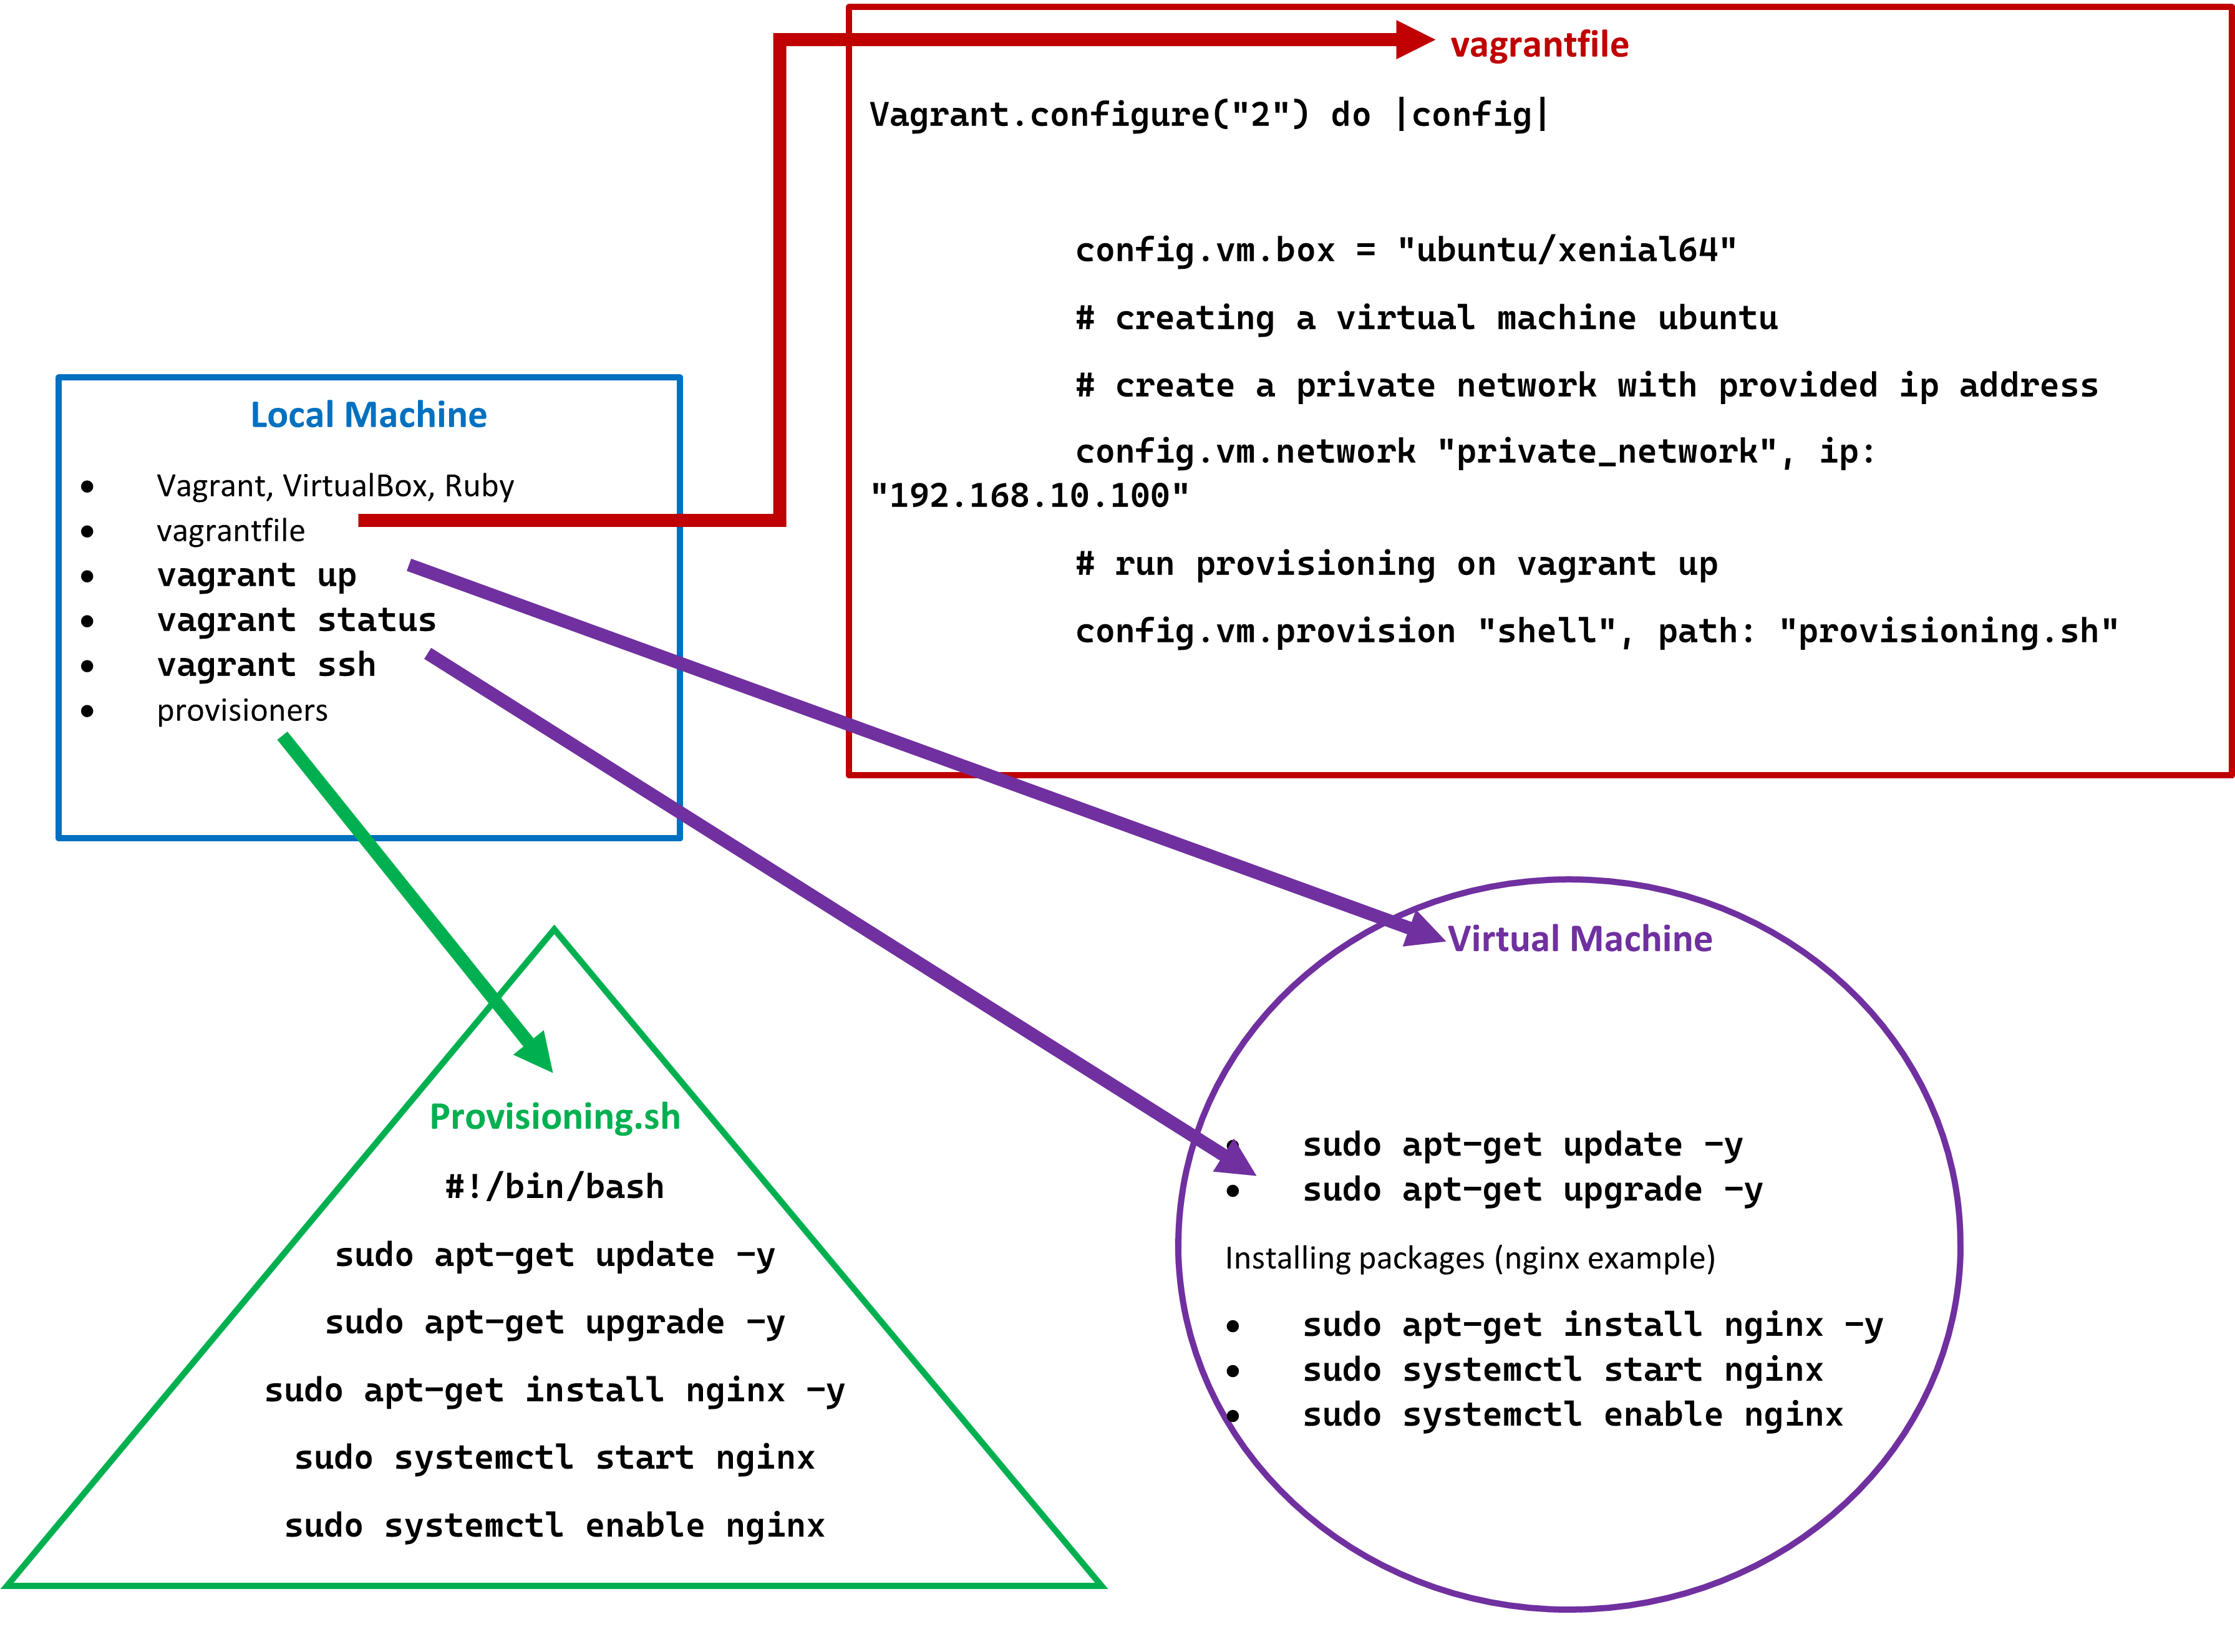 vagrantfile
Vagrant.configure("2") do |config|
config.vm.box = "ubuntu/xenial64"
# creating a virtual machine ubuntu
# create a private network with provided ip address
config.vm.network "private_network", ip:
"192.168.10.100"
# run provisioning on vagrant up
config.vm.provision "shell", path: "provisioning.sh"
Local Machine
• Vagrant, VirtualBox, Ruby
• vagrantfile
• vagrant up
• vagrant status
• vagrant ssh
• provisioners
Provisioning.sh
#!/bin/bash
sudo apt-get update -y
sudo apt-get upgrade -y
sudo apt-get install nginx -y
sudo systemctl start nginx
sudo systemctl enable nginx
Virtual Machine
• sudo apt-get update -y
• sudo apt-get upgrade -y
Installing packages (nginx example)
• sudo apt-get install nginx -y
• sudo systemctl start nginx
• sudo systemctl enable nginx